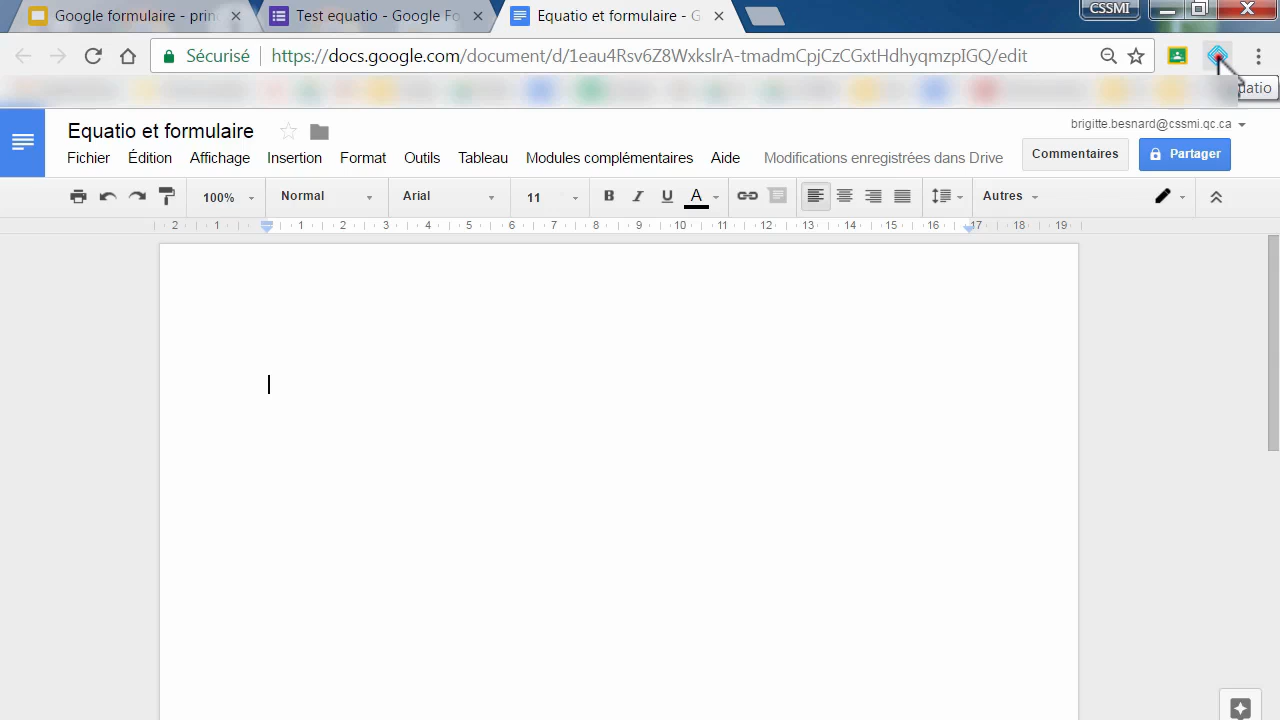 Google formulaire - prin
Test equatio - Google Fo
Equatio et formulaire - G
CSSMI
Sécurisé
https://docs.google.com/document/d/1eau4Rsv6Z8WxkslrA-tmadmCpjCzCGxtHdhyqmzpIGQ/edit
uatio
Equatio et formulaire
brigitte.besnard@cssmi.qc.ca
Fichier Édition Affichage Insertion Format Outils Tableau Modules complémentaires Aide Modifications enregistrées dans Drive
Commentaires
Partager
100% Normal Arial 11 B I U A Autres
2 1 1 2 3 4 5 6 7 8 9 10 11 12 13 14 15 16 17 18 19